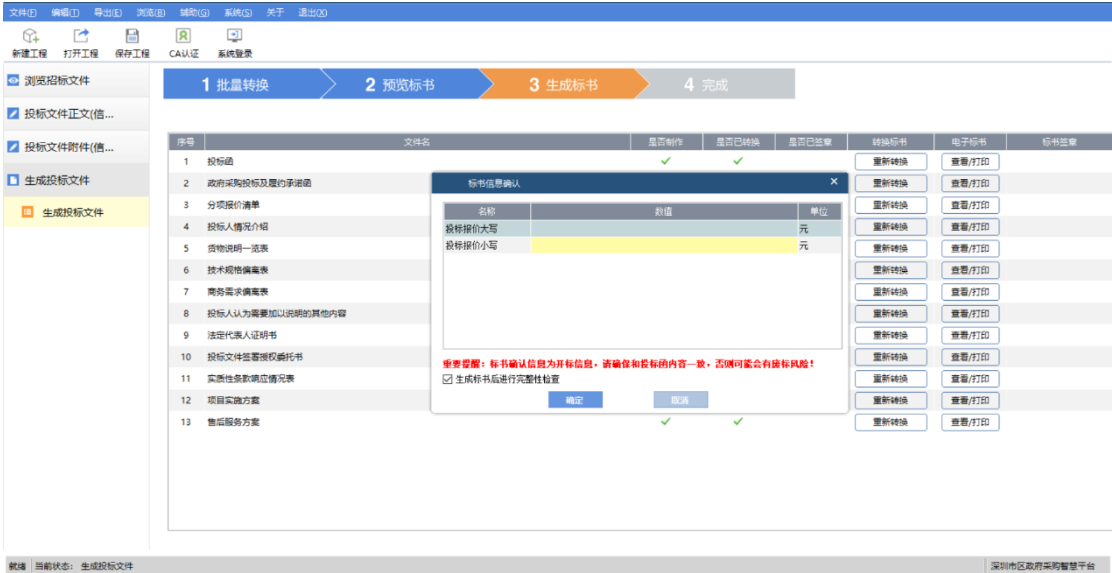 文件(F) 编辑(T) 导出(E) 浏览(B) 辅助(G) 系统(S) 关于 退出(X)
新建工程 打开工程 保存工程 CA认证 系统登录
浏览招标文件
投标文件正文(信...
投标文件附件(信...
生成投标文件
生成投标文件
1 批量转换 2 预览标书 3 生成标书 4 完成
序号 文件名 是否制作 是否已转换 是否已签章 转换标书 电子标书 标书签章
1 投标函 重新转换 查看/打印
2 政府采购投标及履约承诺函 重新转换 查看/打印
3 分项报价清单 重新转换 查看/打印
4 投标人情况介绍 重新转换 查看/打印
5 货物说明一览表 重新转换 查看/打印
6 技术规格偏离表 重新转换 查看/打印
7 商务需求偏离表 重新转换 查看/打印
8 投标人认为需要加以说明的其他内容 重新转换 查看/打印
9 法定代表人证明书 重新转换 查看/打印
10 投标文件签署授权委托书 重新转换 查看/打印
11 实质性条款响应情况表 重新转换 查看/打印
12 项目实施方案 重新转换 查看/打印
13 售后服务方案 重新转换 查看/打印
标书信息确认
名称 数值 单位
投标报价大写 元
投标报价小写 元
重要提醒：标书确认信息为开标信息，请确保和投标函内容一致，否则可能会有废标风险！
生成标书后进行完整性检查
确定 取消
就绪 当前状态: 生成投标文件 深圳市区政府采购智慧平台